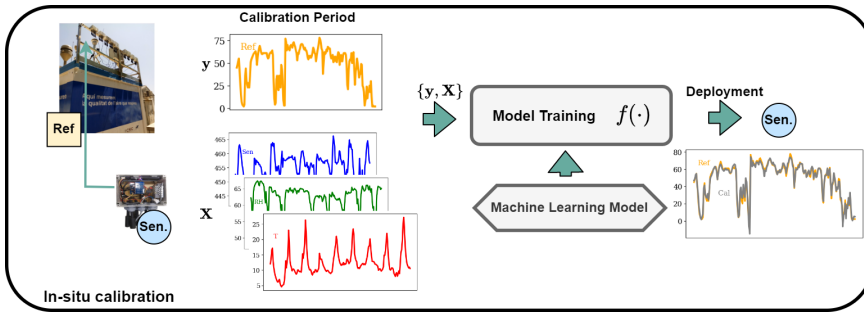 Calibration Period
Ref
y
75
50
25
0
Ref
Sen.
X
Sen
465
460
455
450
445
RH
65
60
55
50
T
25
20
15
10
5
{y, X}
Model Training f(·)
Machine Learning Model
Deployment
Sen.
Ref
Cal
80
60
40
20
0
In-situ calibration